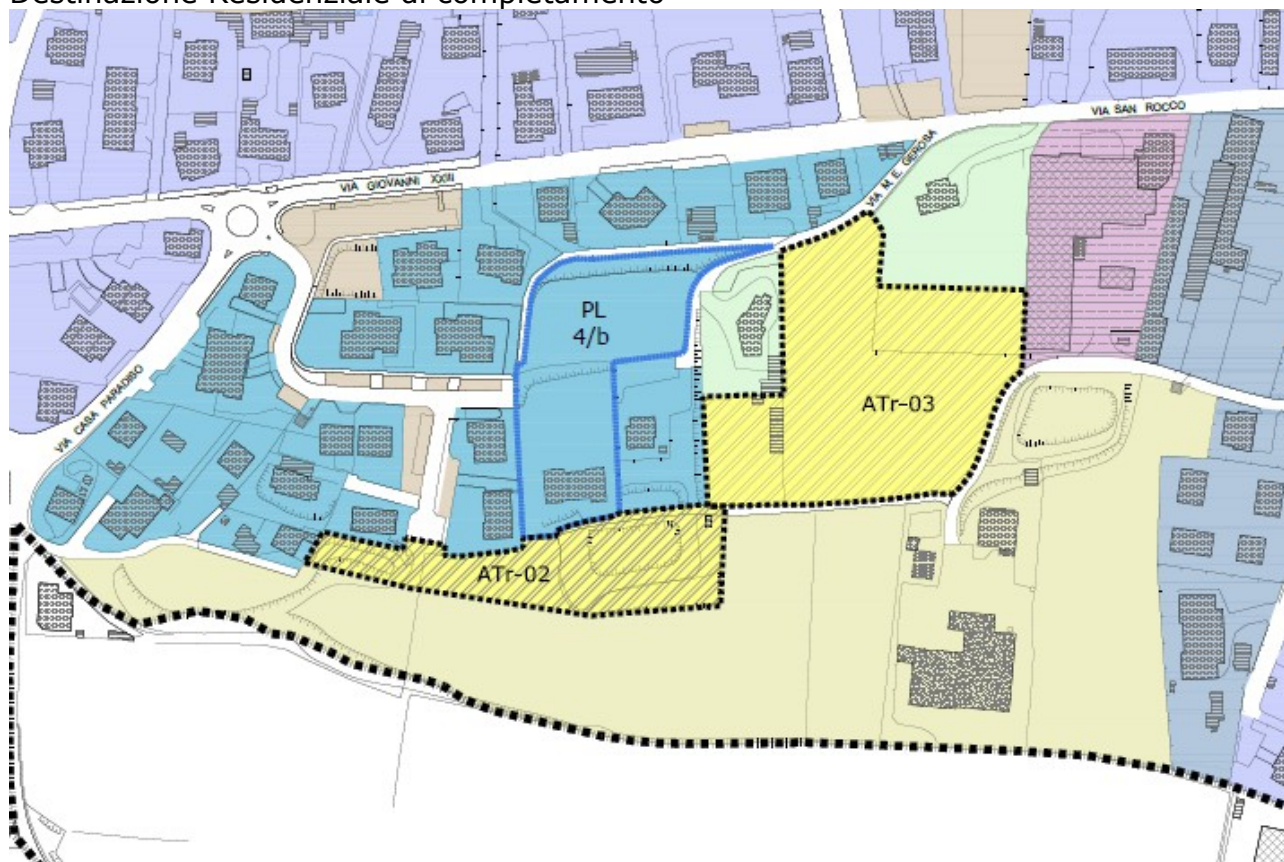 Destinazione Residenziale di completamento
VIA SAN ROCCO
VIA M. E. GEROSA
VIA GIOVANNI XXIII
PL
4/b
VIA CASA PARADISO
ATr-03
ATr-02